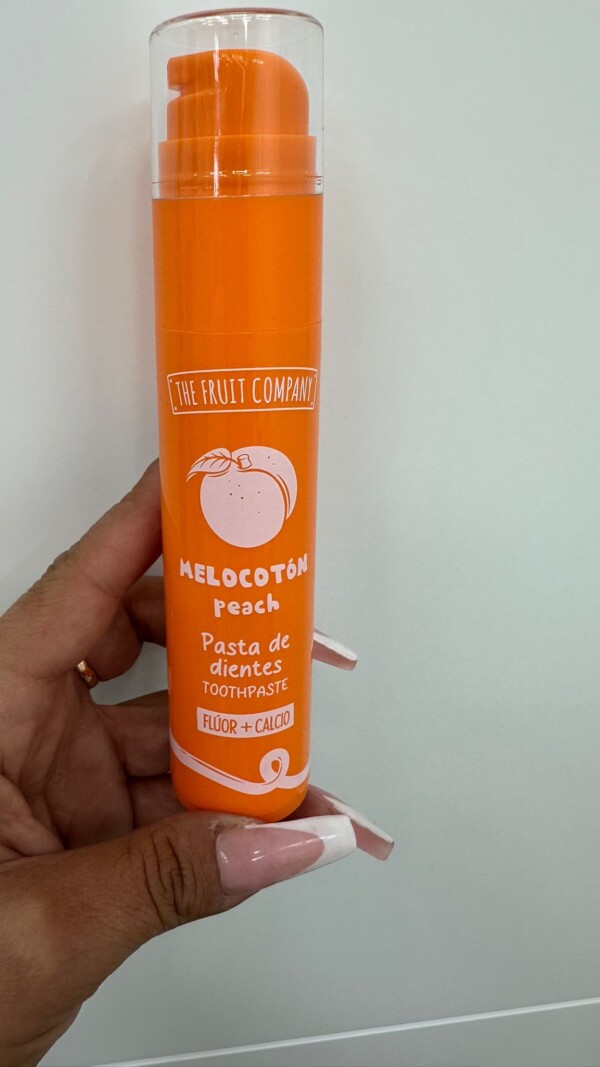 THE FRUIT COMPANY
MELOCOTÓN
peach
Pasta de
dientes
TOOTHPASTE
FLÚOR + CALCIO